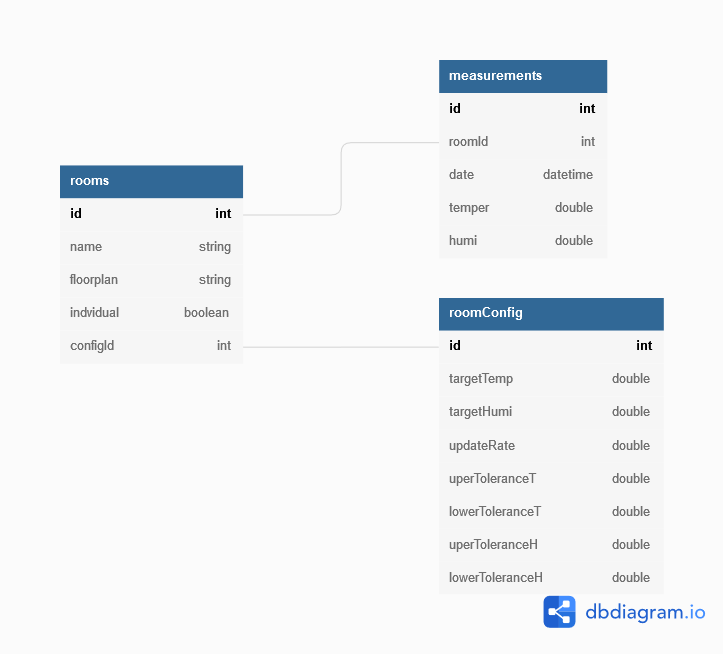 measurements
id int
roomId int
date datetime
temper double
humi double
rooms
id int
name string
floorplan string
indvidual boolean
configId int
roomConfig
id int
targetTemp double
targetHumi double
updateRate double
uperToleranceT double
lowerToleranceT double
uperToleranceH double
lowerToleranceH double
dbdiagram.io